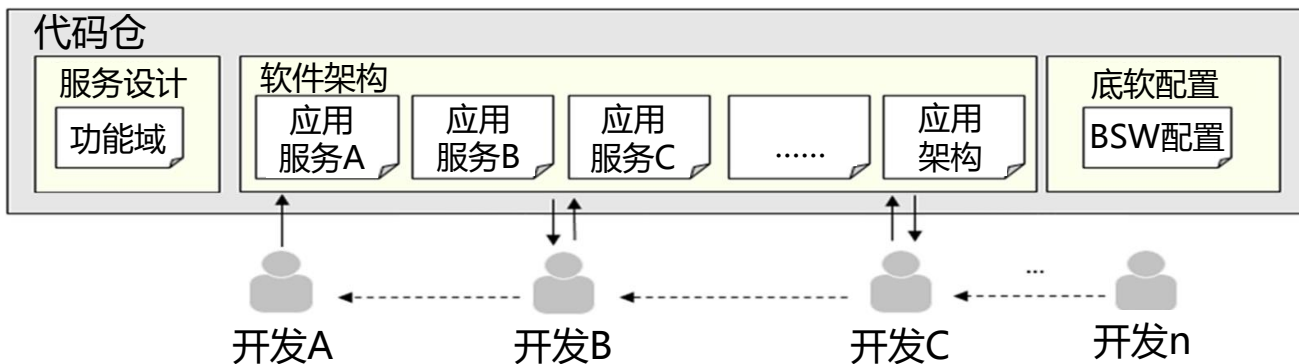 代码仓
服务设计
功能域
软件架构
应用
服务A
应用
服务B
应用
服务C
......
应用
架构
底软配置
BSW配置
...
开发A
开发B
开发C
开发n